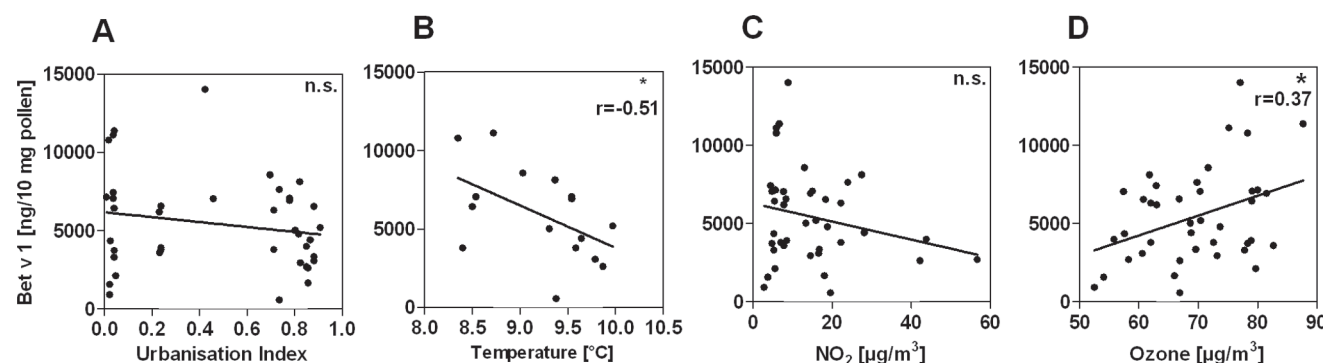 A
B
C
D
Bet v 1 [ng/10 mg pollen]
15000
10000
5000
0
n.s.
0.0 0.2 0.4 0.6 0.8 1.0
Urbanisation Index
15000
10000
5000
0
*
r=-0.51
8.0 8.5 9.0 9.5 10.0 10.5
Temperature [°C]
15000
10000
5000
0
n.s.
0 20 40 60
NO₂ [µg/m³]
15000
10000
5000
0
*
r=0.37
50 60 70 80 90
Ozone [µg/m³]